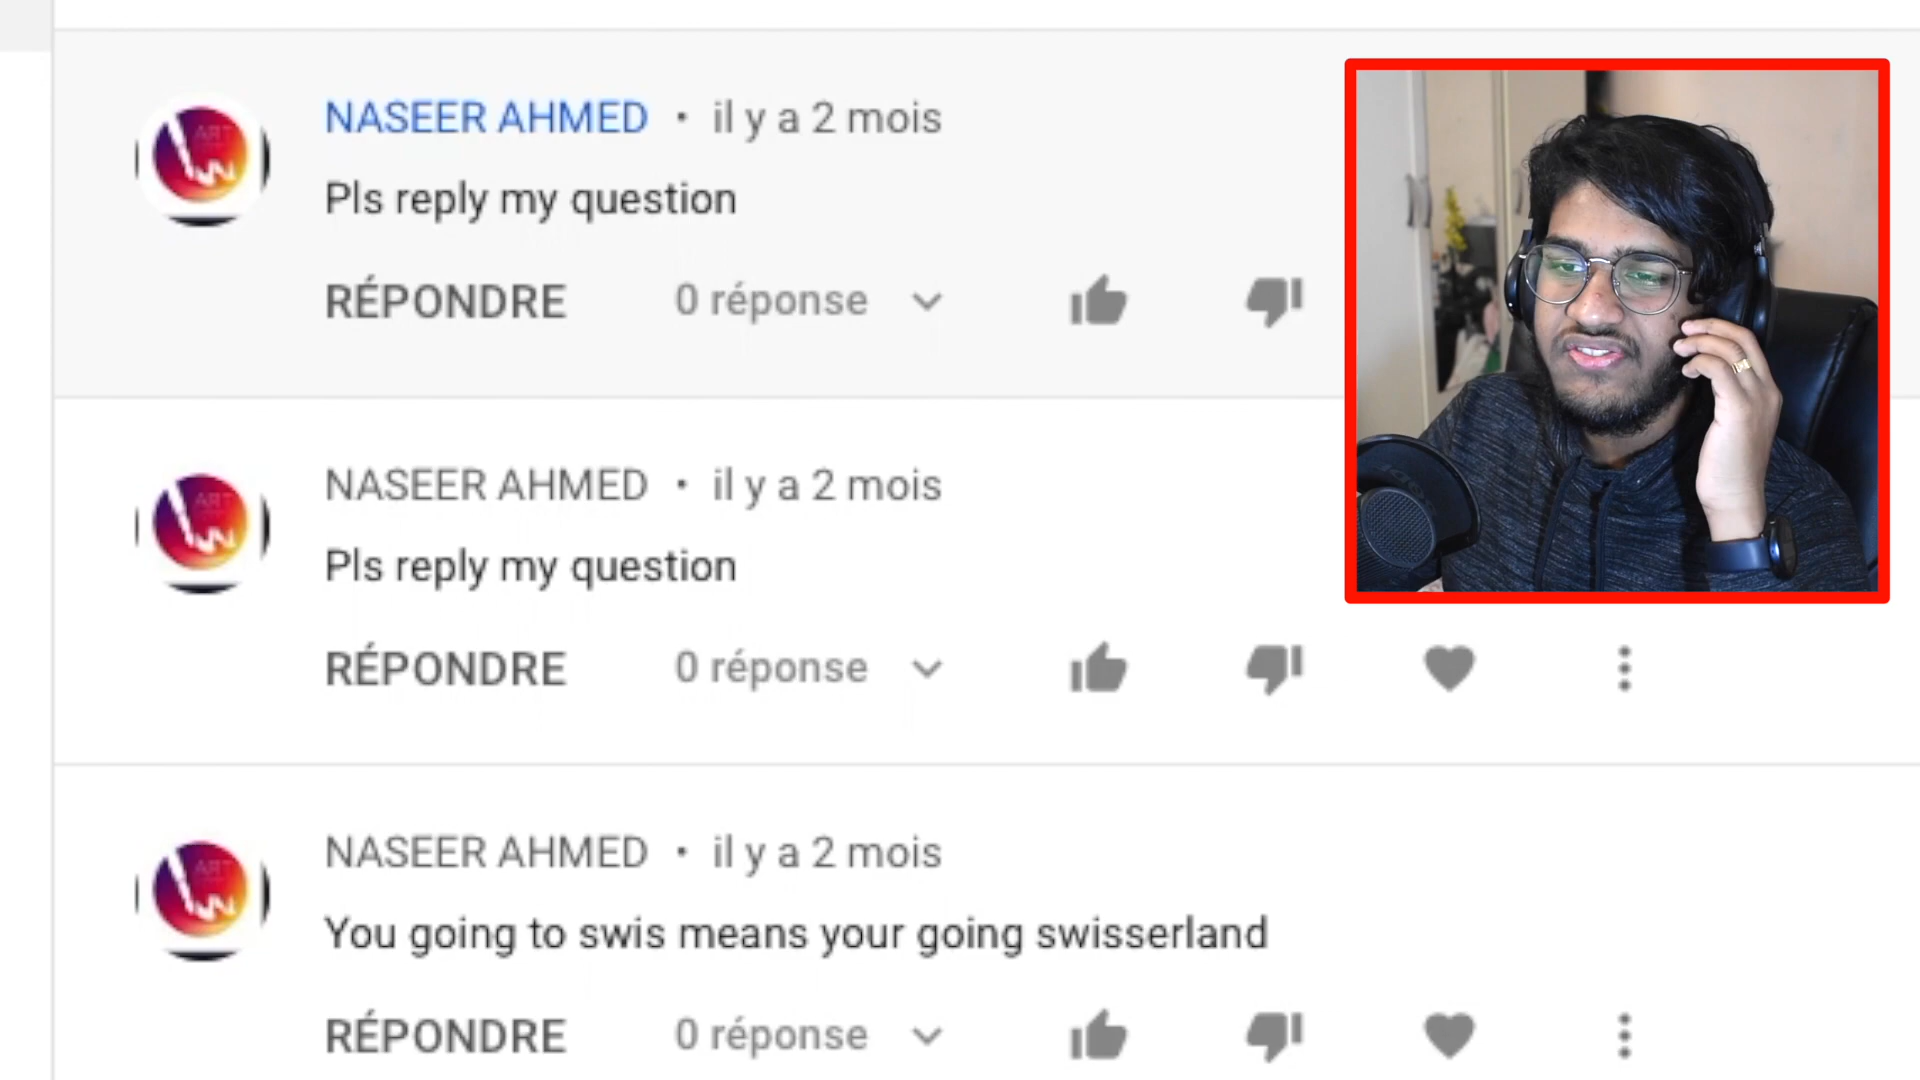 NASEER AHMED • il y a 2 mois
Pls reply my question
RÉPONDRE 0 réponse
NASEER AHMED • il y a 2 mois
Pls reply my question
RÉPONDRE 0 réponse
NASEER AHMED • il y a 2 mois
You going to swis means your going swisserland
RÉPONDRE 0 réponse